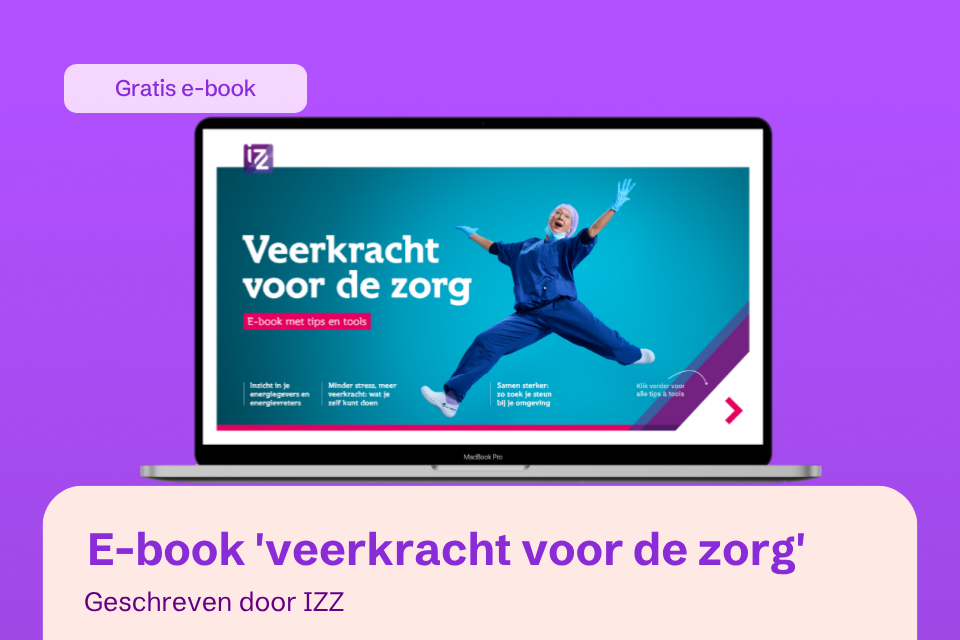 Gratis e-book
iZZ
Veerkracht
voor de zorg
E-book met tips en tools
Inzicht in je
energiegevers en
energievreters
Minder stress, meer
veerkracht: wat je
zelf kunt doen
Samen sterker:
zo zoek je steun
bij je omgeving
Klik verder voor
alle tips & tools
MacBook Pro
E-book 'veerkracht voor de zorg'
Geschreven door IZZ